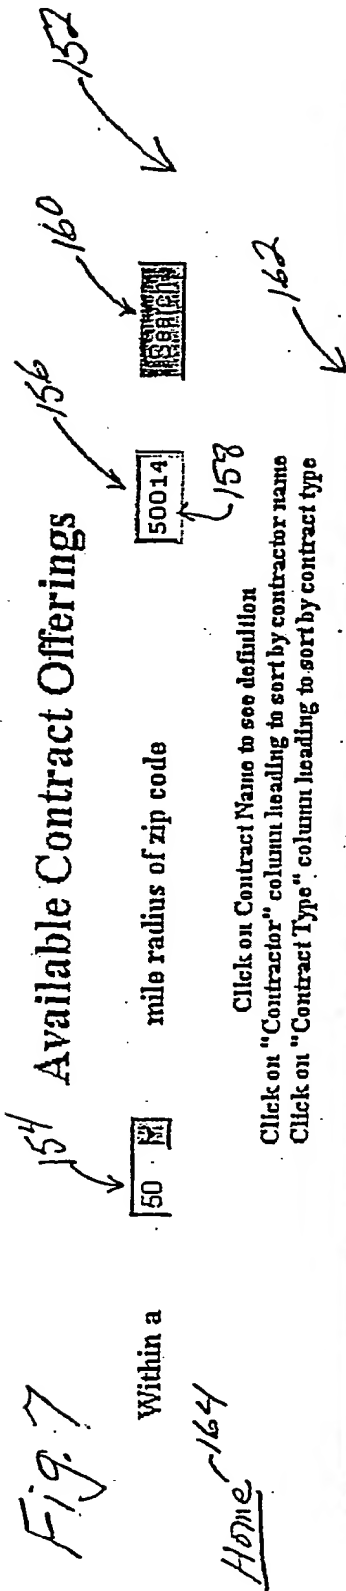 Fig. 7
154 Available Contract Offerings 156 160 152
Within a 50 mile radius of zip code 50014 Search
158
Home 164
Click on Contract Name to see definition
Click on "Contractor" column heading to sort by contractor name
Click on "Contract Type" column heading to sort by contract type
162